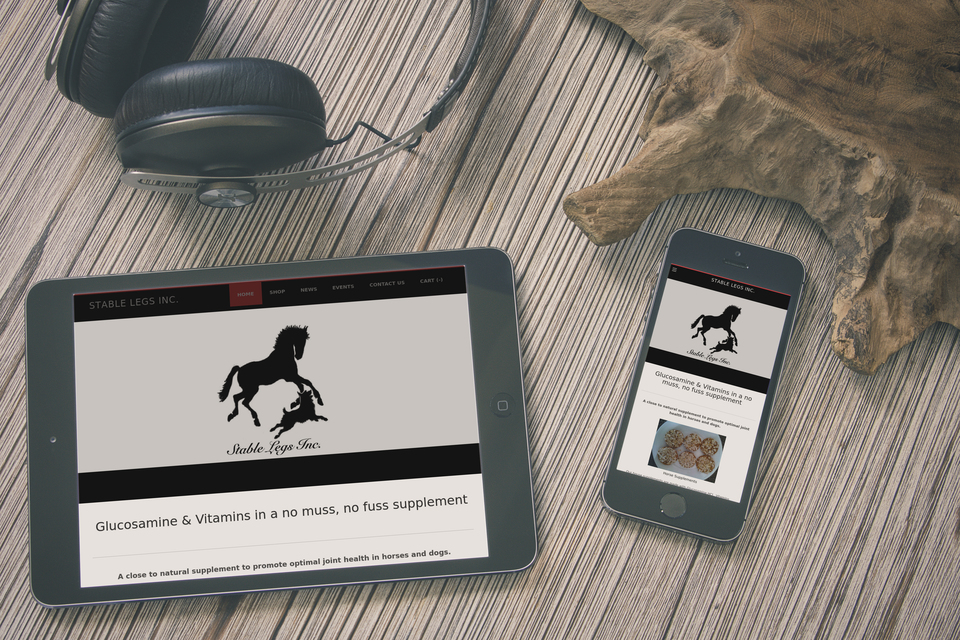 STABLE LEGS INC.
HOME SHOP NEWS EVENTS CONTACT US CART (-)
Stable Legs Inc.
Glucosamine & Vitamins in a no muss, no fuss supplement
A close to natural supplement to promote optimal joint health in horses and dogs.
STABLE LEGS INC.
Stable Legs Inc.
Glucosamine & Vitamins in a no
muss, no fuss supplement
A close to natural supplement to promote optimal joint
health in horses and dogs.
Horse Supplements